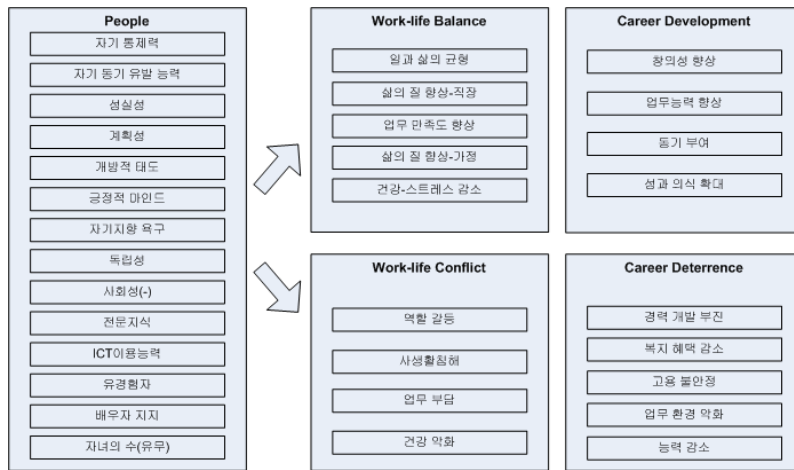 People
자기 통제력
자기 동기 유발 능력
성실성
계획성
개방적 태도
긍정적 마인드
자기지향 욕구
독립성
사회성(-)
전문지식
ICT이용능력
유경험자
배우자 지지
자녀의 수(유무)
Work-life Balance
일과 삶의 균형
삶의 질 향상-직장
업무 만족도 향상
삶의 질 향상-가정
건강-스트레스 감소
Career Development
창의성 향상
업무능력 향상
동기 부여
성과 의식 확대
Work-life Conflict
역할 갈등
사생활침해
업무 부담
건강 악화
Career Deterrence
경력 개발 부진
복지 혜택 감소
고용 불안정
업무 환경 악화
능력 감소